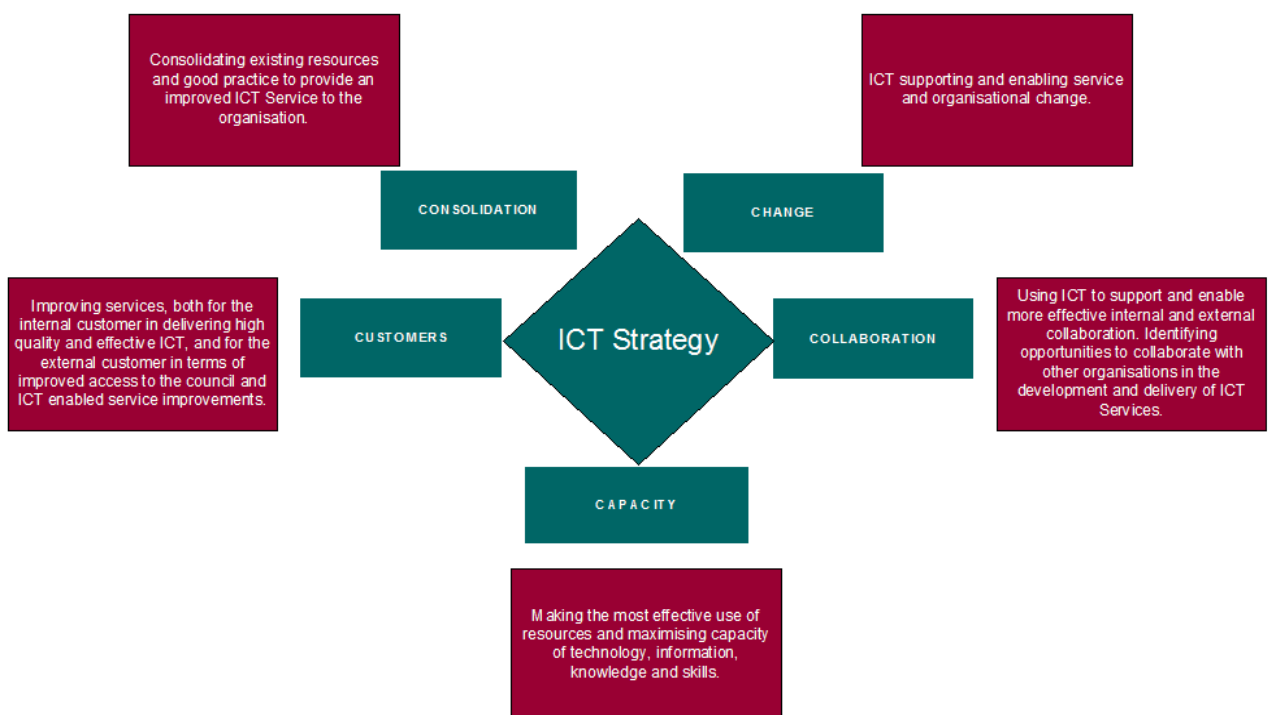 Consolidating existing resources
and good practice to provide an
improved ICT Service to the
organisation.
ICT supporting and enabling service
and organisational change.
CONSOLIDATION
CHANGE
Improving services, both for the
internal customer in delivering high
quality and effective ICT, and for the
external customer in terms of
improved access to the council and
ICT enabled service improvements.
CUSTOMERS
ICT Strategy
COLLABORATION
Using ICT to support and enable
more effective internal and external
collaboration. Identifying
opportunities to collaborate with
other organisations in the
development and delivery of ICT
Services.
CAPACITY
Making the most effective use of
resources and maximising capacity
of technology, information,
knowledge and skills.